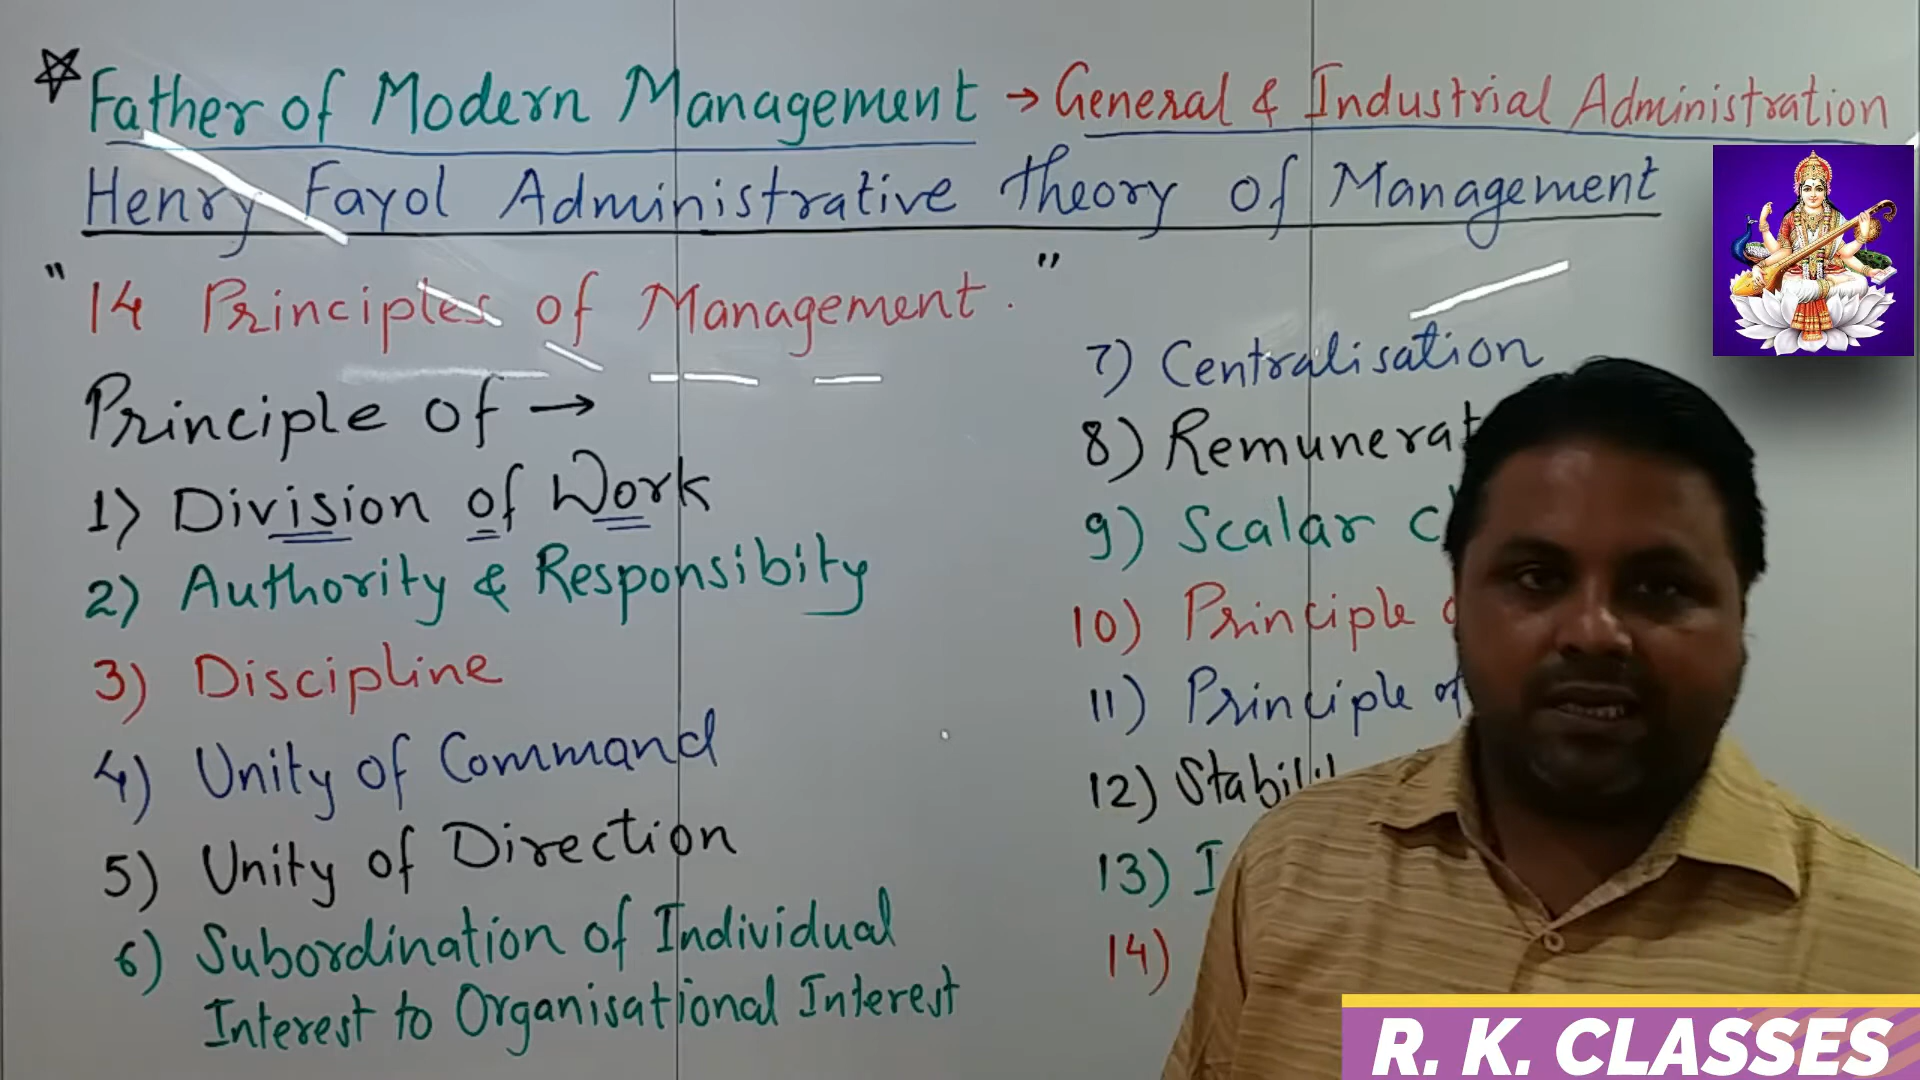 Father of Modern Management → General & Industrial Administration
Henry Fayol Administrative Theory of Management
"14 Principles of Management. "
Principle of →
1) Division of Work
2) Authority & Responsibity
3) Discipline
4) Unity of Command
5) Unity of Direction
6) Subordination of Individual
Interest to Organisational Interest
7) Centralisation
8) Remunerat
9) Scalar C
10) Principle
11) Principle of
12) Stabili
13) I
14)
R. K. CLASSES